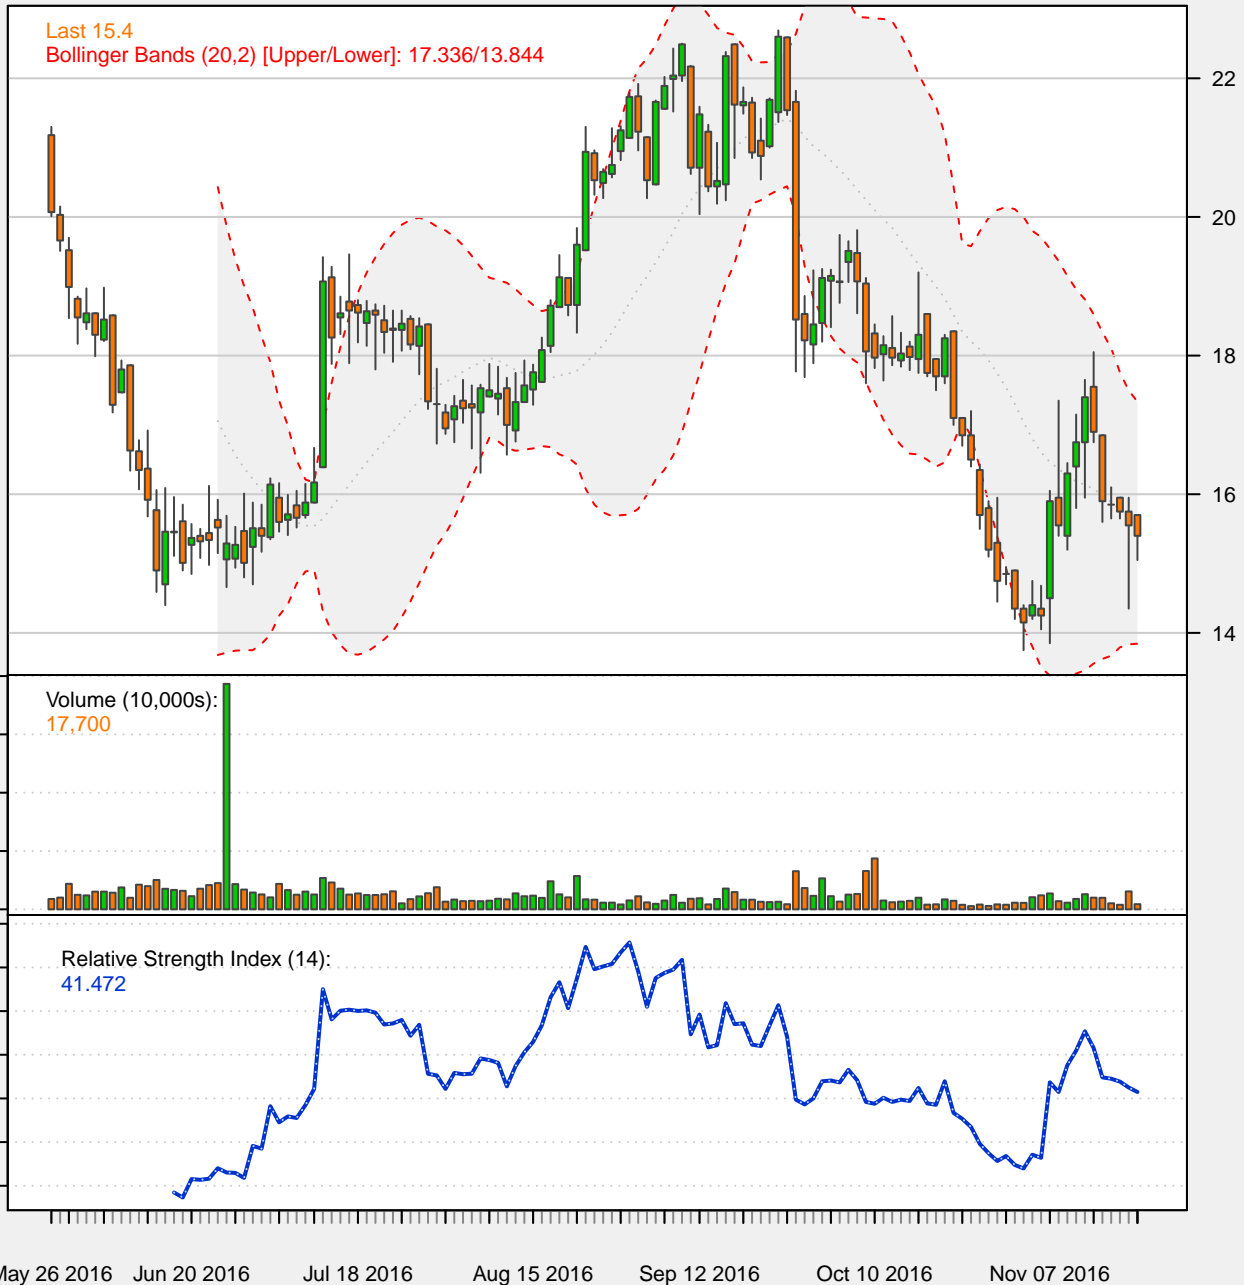 Last 15.4
Bollinger Bands (20,2) [Upper/Lower]: 17.336/13.844
22
20
18
16
14
Volume (10,000s):
17,700
Relative Strength Index (14):
41.472
May 26 2016 Jun 20 2016 Jul 18 2016 Aug 15 2016 Sep 12 2016 Oct 10 2016 Nov 07 2016